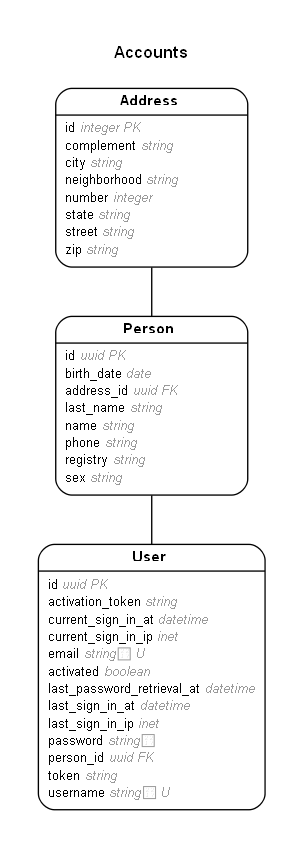 Accounts
Address
id integer PK
complement string
city string
neighborhood string
number integer
state string
street string
zip string
Person
id uuid PK
birth_date date
address_id uuid FK
last_name string
name string
phone string
registry string
sex string
User
id uuid PK
activation_token string
current_sign_in_at datetime
current_sign_in_ip inet
email string U
activated boolean
last_password_retrieval_at datetime
last_sign_in_at datetime
last_sign_in_ip inet
password string
person_id uuid FK
token string
username string U